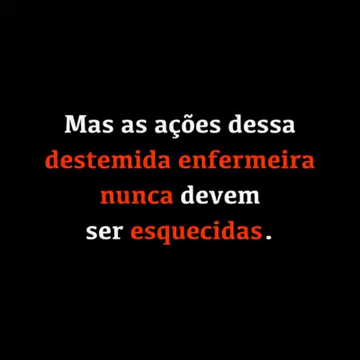 Mas as ações dessa
destemida enfermeira
nunca devem
ser esquecidas.